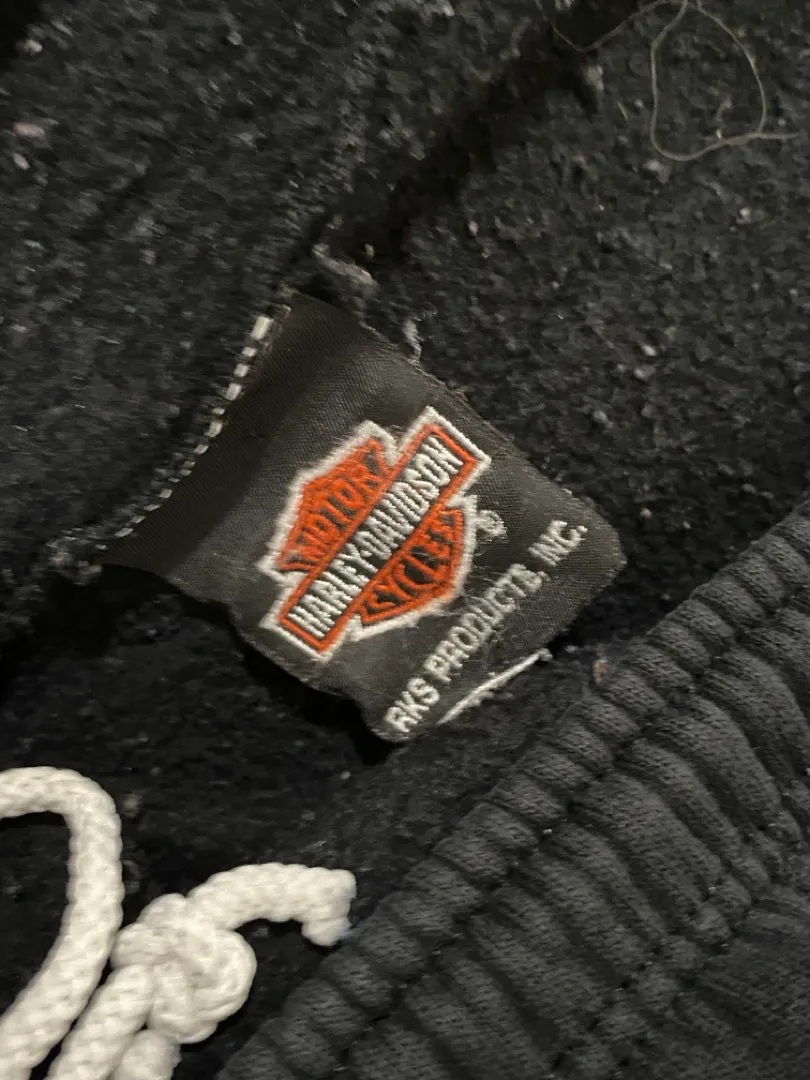 MOTOR
HARLEY-DAVIDSON
CYCLES
®
RKS PRODUCTS, INC.